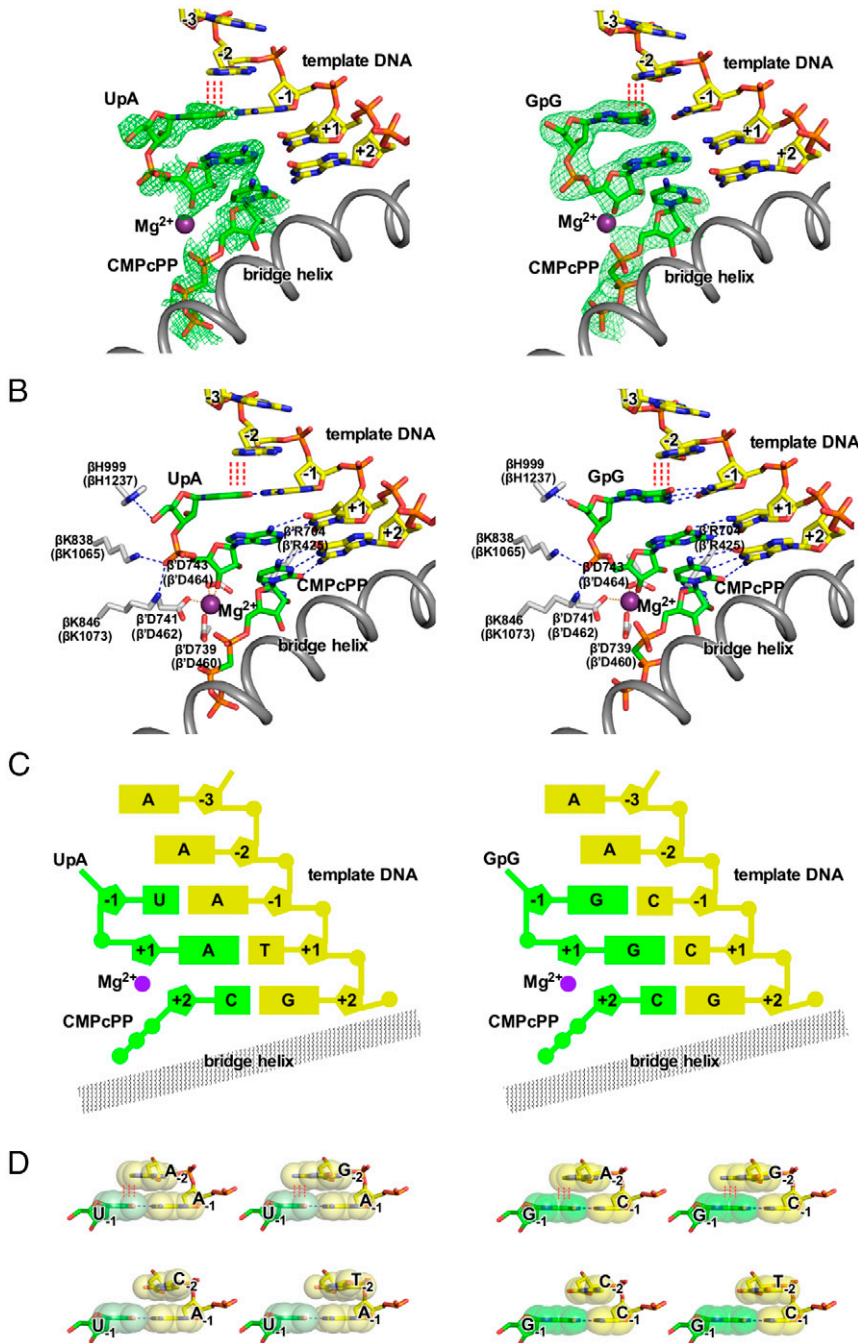 -3
-2
template DNA
UpA
-1
+1
+2
Mg2+
CMPcPP
bridge helix
-3
-2
template DNA
GpG
-1
+1
+2
Mg2+
CMPcPP
bridge helix
B
-3
-2
template DNA
βH999
(βH1237)
UpA
-1
βK838
(βK1065)
+1
+2
β'R704
(β'R425)
β'D743
(β'D464)
CMPcPP
Mg2+
βK846
(βK1073)
β'D741
(β'D462)
β'D739
(β'D460)
bridge helix
-3
-2
template DNA
βH999
(βH1237)
GpG
-1
βK838
(βK1065)
+1
+2
β'R704
(β'R425)
β'D743
(β'D464)
CMPcPP
Mg2+
βK846
(βK1073)
β'D741
(β'D462)
β'D739
(β'D460)
bridge helix
C
A -3
A -2
UpA
template DNA
-1 U A -1
+1 A T +1
Mg2+
+2 C G +2
CMPcPP
bridge helix
A -3
A -2
GpG
template DNA
-1 G C -1
+1 G C +1
Mg2+
+2 C G +2
CMPcPP
bridge helix
D
A-2
U-1 A-1
G-2
U-1 A-1
A-2
G-1 C-1
G-2
G-1 C-1
C-2
U-1 A-1
T-2
U-1 A-1
C-2
G-1 C-1
T-2
G-1 C-1